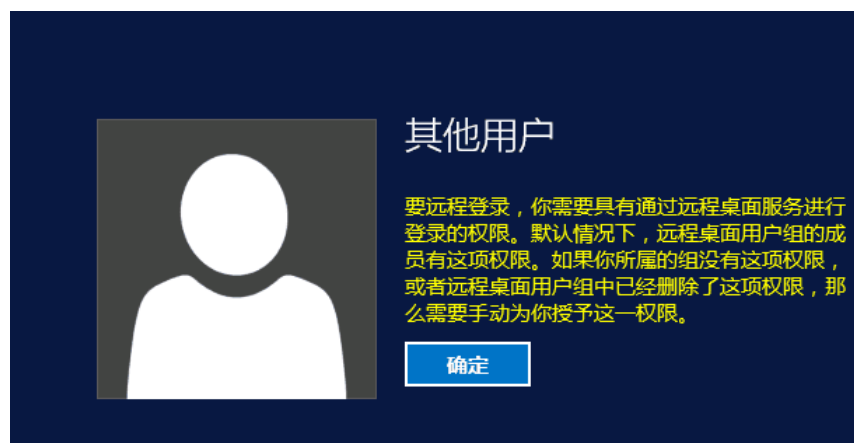 其他用户
要远程登录，你需要具有通过远程桌面服务进行
登录的权限。默认情况下，远程桌面用户组的成
员有这项权限。如果你所属的组没有这项权限，
或者远程桌面用户组中已经删除了这项权限，那
么需要手动为你授予这一权限。
确定